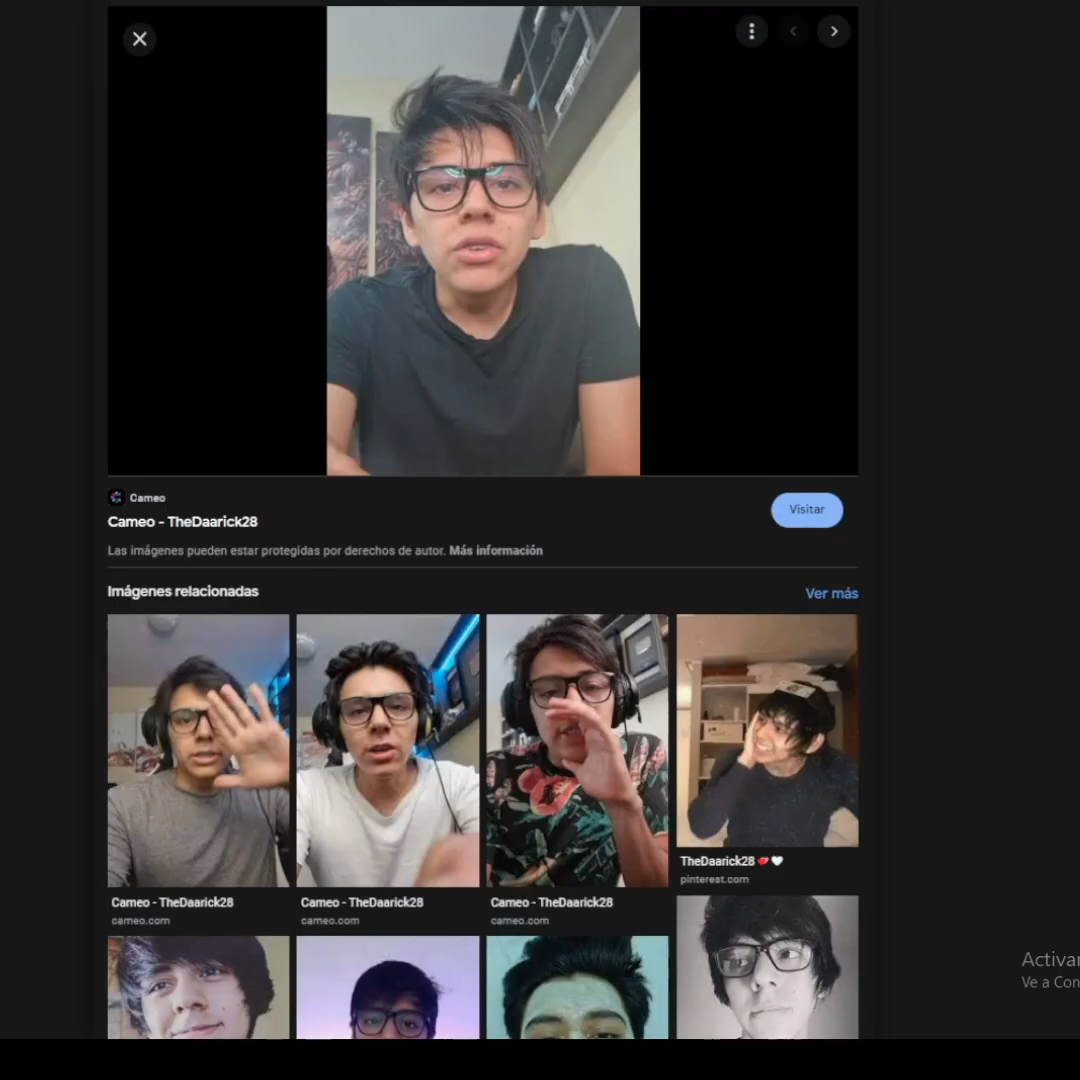 Cameo
Cameo - TheDaarick28
Visitar
Las imágenes pueden estar protegidas por derechos de autor. Más información
Imágenes relacionadas
Ver más
TheDaarick28
pinterest.com
Cameo - TheDaarick28
cameo.com
Cameo - TheDaarick28
cameo.com
Cameo - TheDaarick28
cameo.com
Activar
Ve a Con